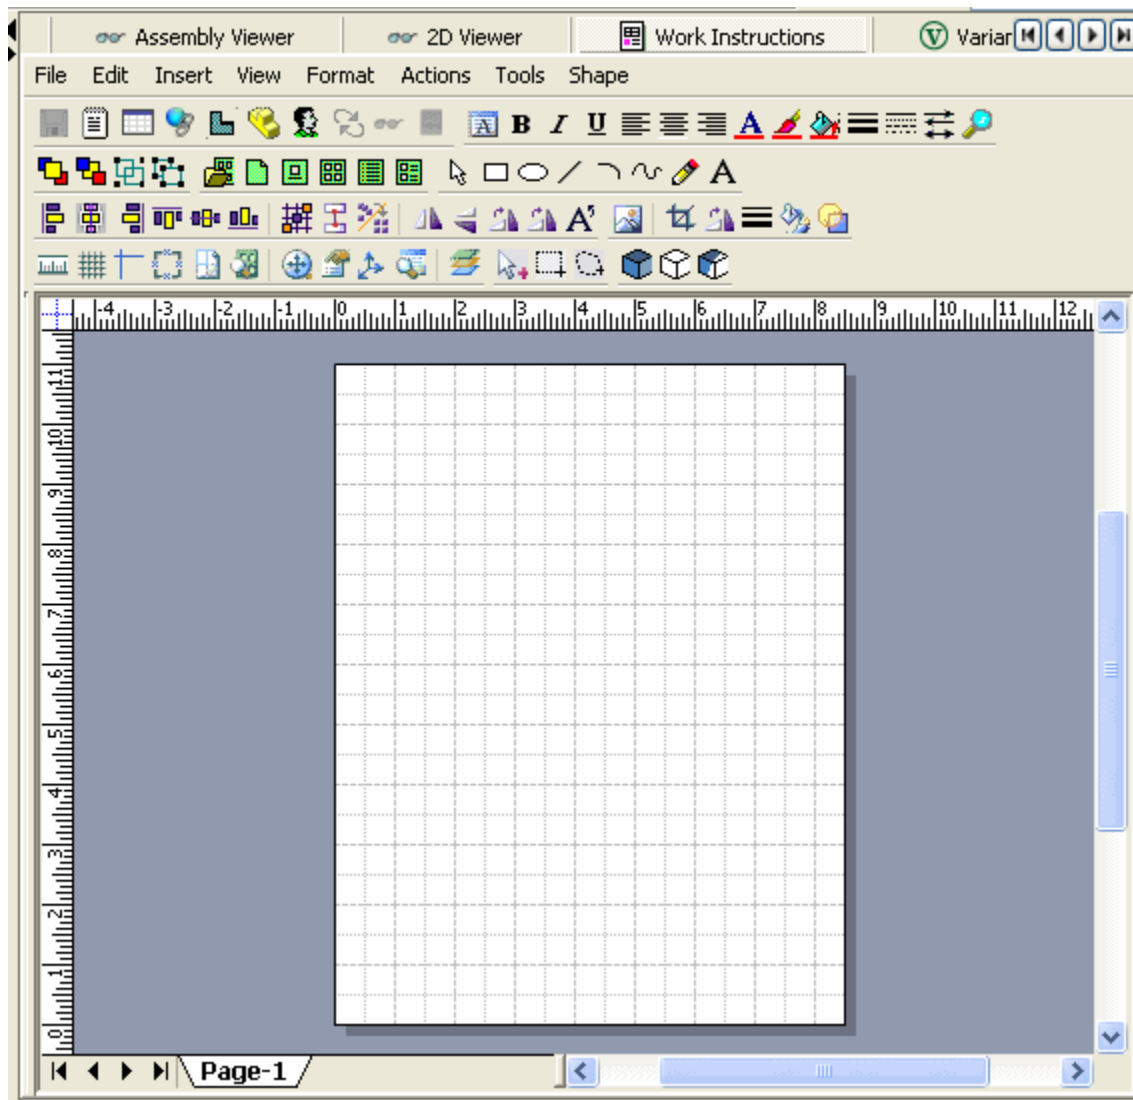 Assembly Viewer 2D Viewer Work Instructions V Varian
File Edit Insert View Format Actions Tools Shape
A B I U A
A
A
-4 -3 -2 -1 0 1 2 3 4 5 6 7 8 9 10 11 12
11
10
9
8
7
6
5
4
3
2
1
0
Page-1